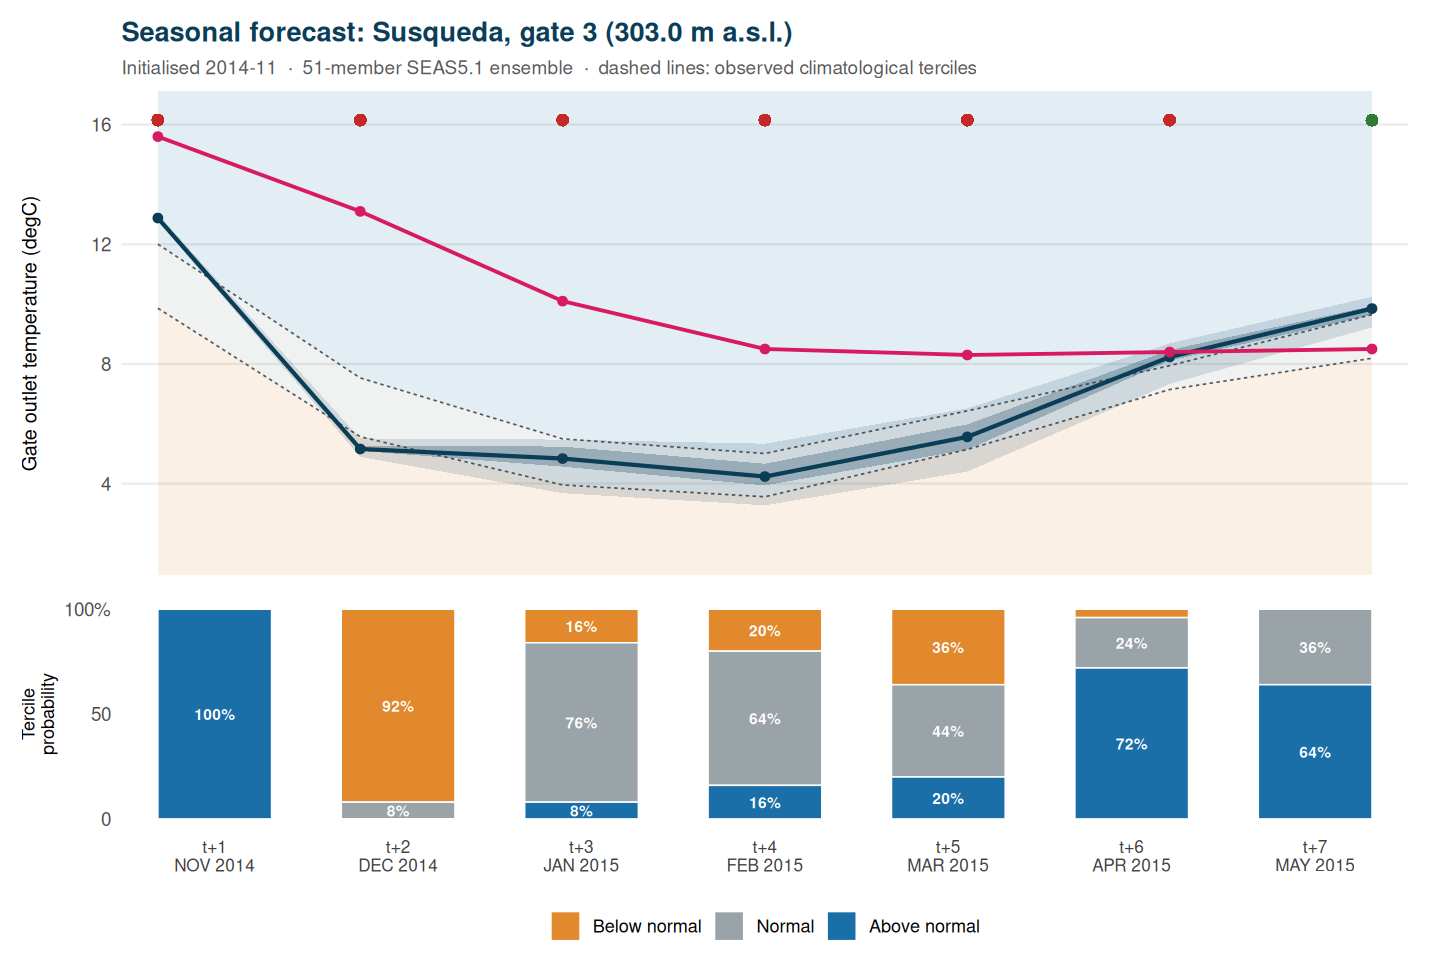 Seasonal forecast: Susqueda, gate 3 (303.0 m a.s.l.)
Initialised 2014-11 · 51-member SEAS5.1 ensemble · dashed lines: observed climatological terciles
Gate outlet temperature (degC)
16
12
8
4
Tercile
probability
100%
50
0
100%
92%
8%
16%
76%
8%
20%
64%
16%
36%
44%
20%
24%
72%
36%
64%
t+1
NOV 2014
t+2
DEC 2014
t+3
JAN 2015
t+4
FEB 2015
t+5
MAR 2015
t+6
APR 2015
t+7
MAY 2015
Below normal
Normal
Above normal